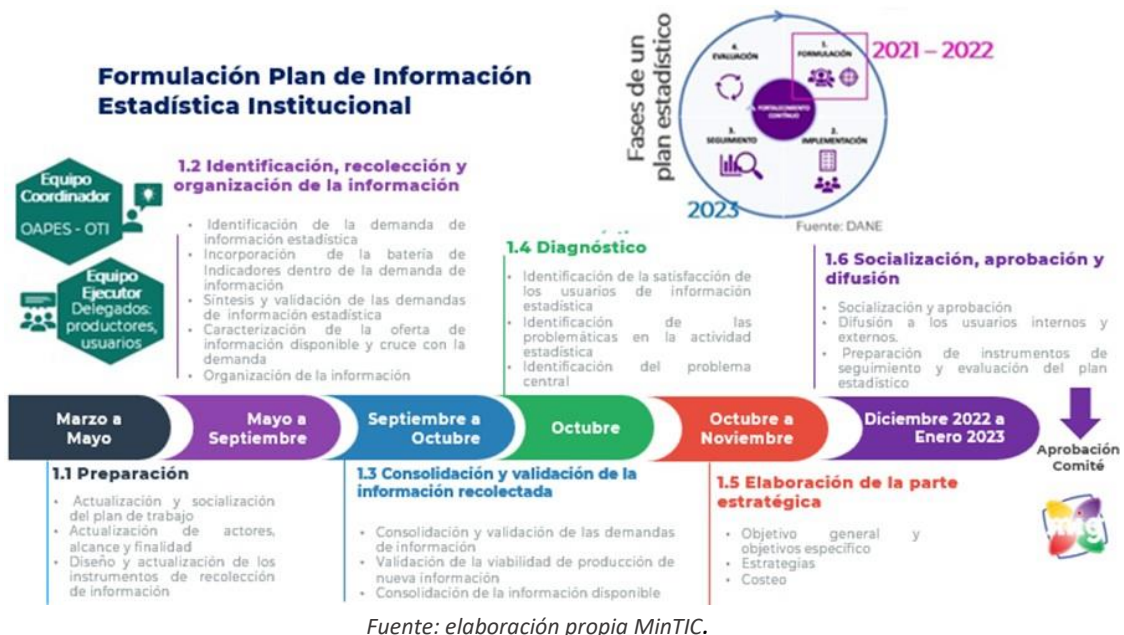 Formulación Plan de Información
Estadística Institucional
Fases de un
plan estadístico
4.
EVALUACIÓN
1.
FORMULACIÓN
2021 – 2022
FORTALECIMIENTO
CONTÍNUO
3.
SEGUIMIENTO
2.
IMPLEMENTACIÓN
2023
Fuente: DANE
Equipo
Coordinador
OAPES - OTI
Equipo
Ejecutor
Delegados:
productores,
usuarios
1.2 Identificación, recolección y
organización de la información
• Identificación de la demanda de
información estadística
• Incorporación de la batería de
Indicadores dentro de la demanda de
información
• Síntesis y validación de las demandas
de información estadística
• Caracterización de la oferta de
información disponible y cruce con la
demanda
• Organización de la información
1.4 Diagnóstico
• Identificación de la satisfacción de
los usuarios de información
estadística
• Identificación de las
problemáticas en la actividad
estadística
• Identificación del problema
central
1.6 Socialización, aprobación y
difusión
• Socialización y aprobación
• Difusión a los usuarios internos y
externos.
• Preparación de instrumentos de
seguimiento y evaluación del plan
estadístico
Marzo a
Mayo
Mayo a
Septiembre
Septiembre a
Octubre
Octubre
Octubre a
Noviembre
Diciembre 2022 a
Enero 2023
Aprobación
Comité
mig
1.1 Preparación
• Actualización y socialización
del plan de trabajo
• Actualización de actores,
alcance y finalidad
• Diseño y actualización de los
instrumentos de recolección
de información
1.3 Consolidación y validación de la
información recolectada
• Consolidación y validación de las demandas
de información
• Validación de la viabilidad de producción de
nueva información
• Consolidación de la información disponible
1.5 Elaboración de la parte
estratégica
• Objetivo general y
objetivos específico
• Estrategias
• Costeo
Fuente: elaboración propia MinTIC.